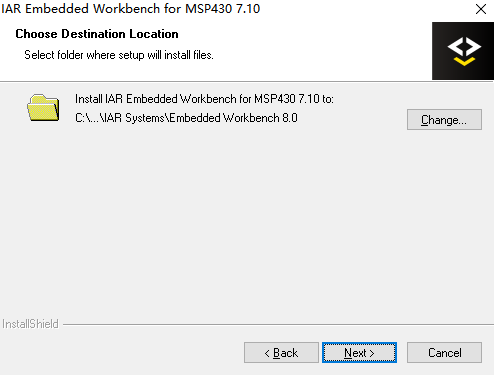 IAR Embedded Workbench for MSP430 7.10
Choose Destination Location
Select folder where setup will install files.
Install IAR Embedded Workbench for MSP430 7.10 to:
C:\...\IAR Systems\Embedded Workbench 8.0
Change...
InstallShield
< Back
Next >
Cancel